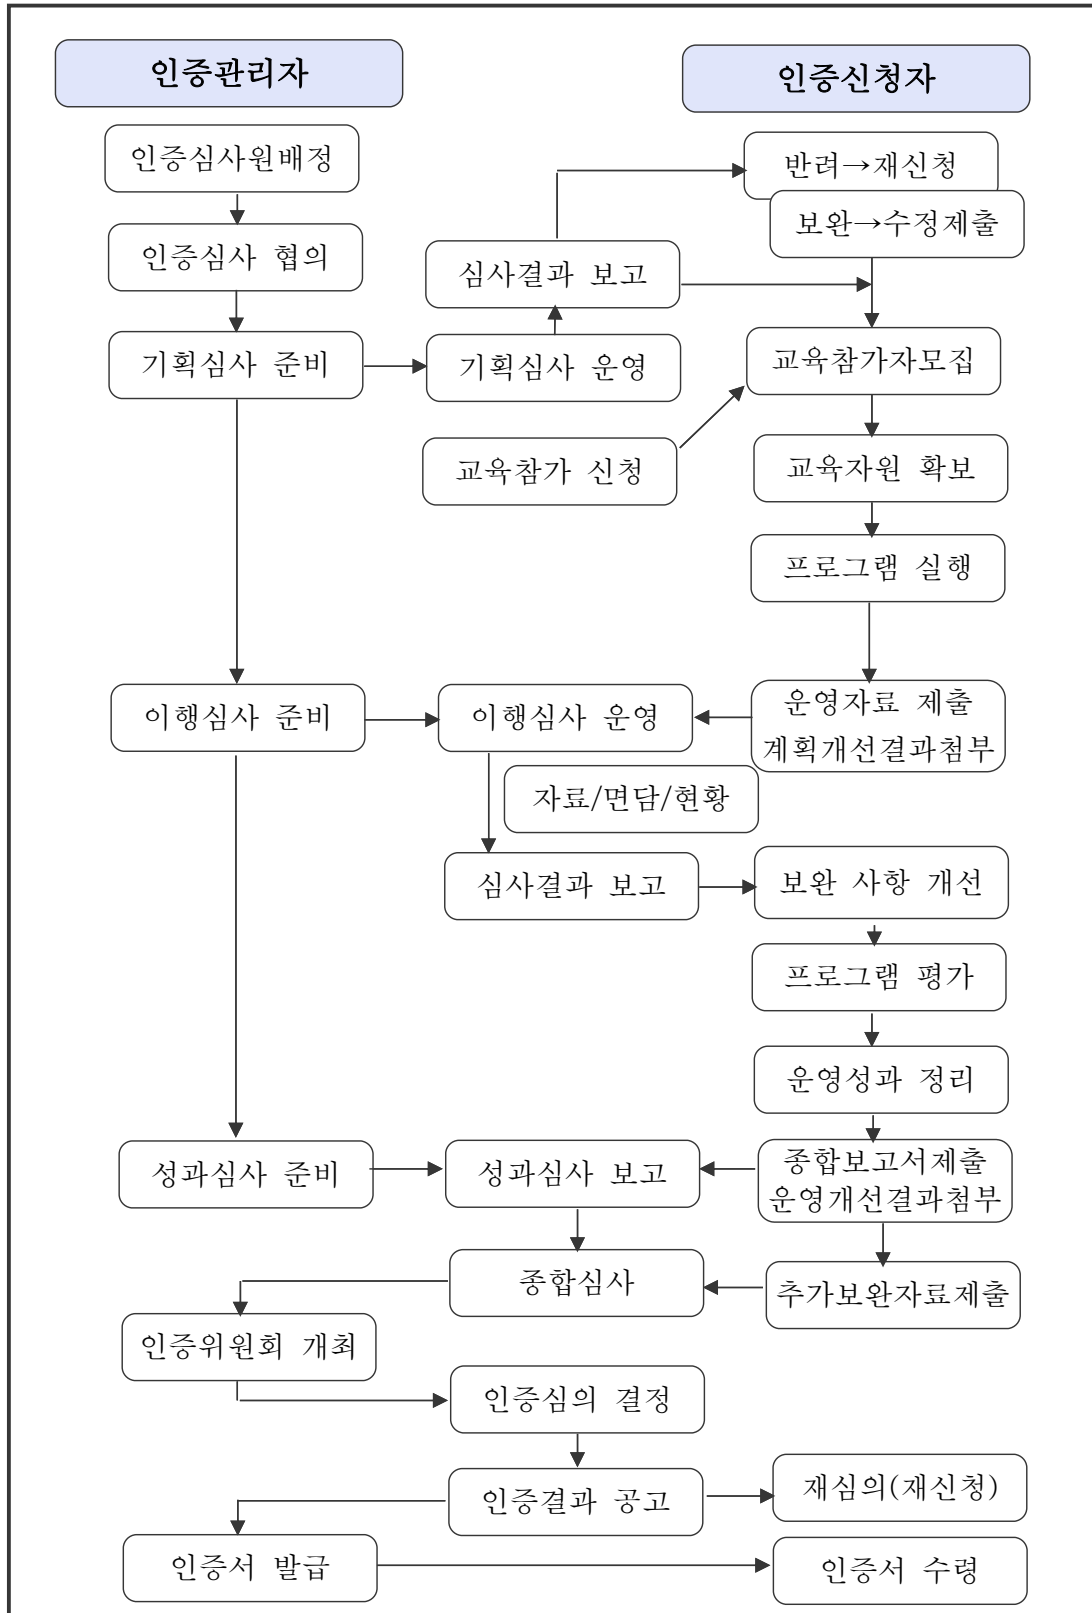 인증관리자
인증신청자
인증심사원배정
반려→재신청
보완→수정제출
인증심사 협의
심사결과 보고
기획심사 준비
기획심사 운영
교육참가자모집
교육참가 신청
교육자원 확보
프로그램 실행
이행심사 준비
이행심사 운영
운영자료 제출
계획개선결과첨부
자료/면담/현황
심사결과 보고
보완 사항 개선
프로그램 평가
운영성과 정리
성과심사 준비
성과심사 보고
종합보고서제출
운영개선결과첨부
종합심사
추가보완자료제출
인증위원회 개최
인증심의 결정
인증결과 공고
재심의(재신청)
인증서 발급
인증서 수령